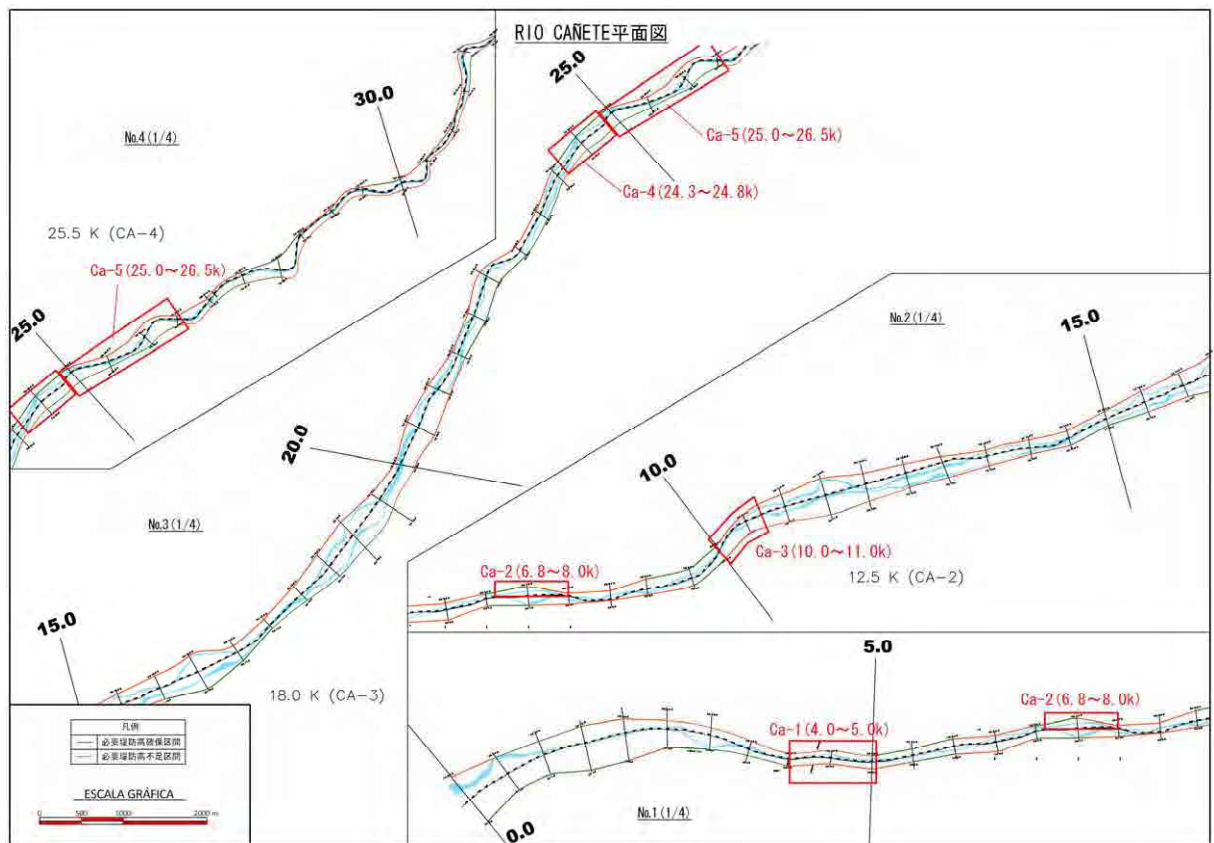 RIO CAÑETE平面図
25.0
Ca-5(25.0～26.5k)
Ca-4(24.3～24.8k)
30.0
No.4(1/4)
25.5 K (CA-4)
Ca-5(25.0～26.5k)
25.0
No.2(1/4)
15.0
20.0
10.0
No.3(1/4)
Ca-3(10.0～11.0k)
Ca-2(6.8～8.0k)
12.5 K (CA-2)
15.0
5.0
18.0 K (CA-3)
Ca-2(6.8～8.0k)
Ca-1(4.0～5.0k)
凡例
必要堤防高確保区間
必要堤防高不足区間
ESCALA GRÁFICA
0 500 1000 2000 m
No.1(1/4)
0.0